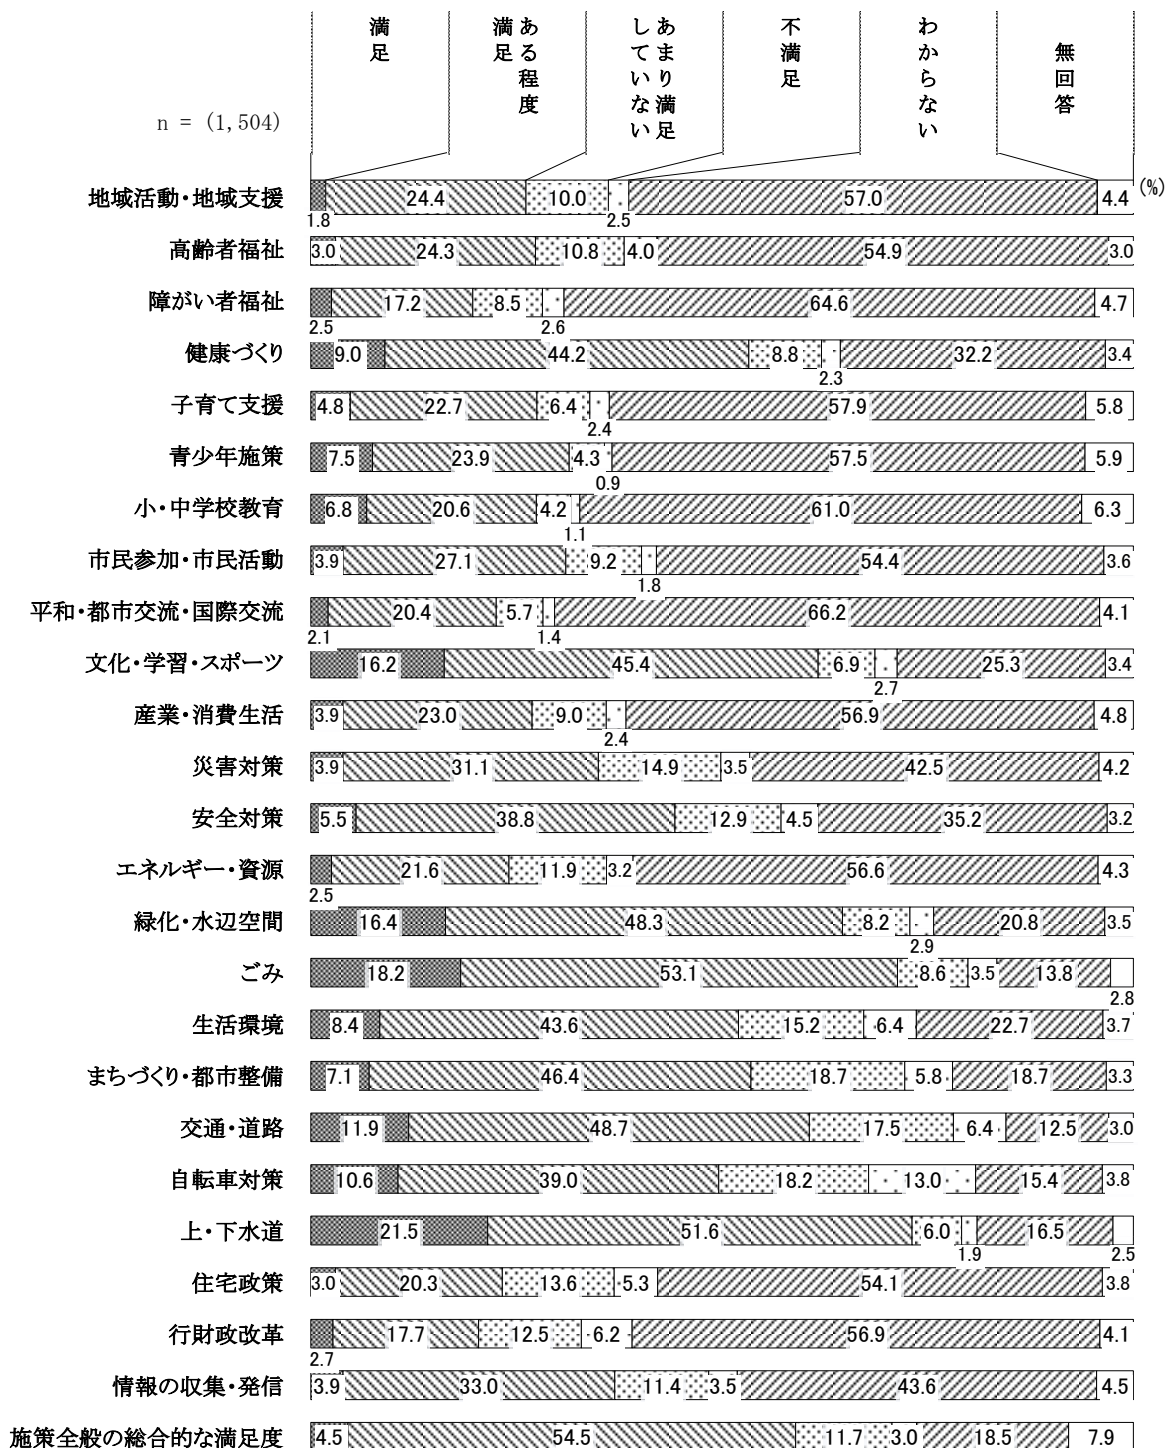 満足
ある程度
満足
あまり満足
していない
不満足
わからない
無回答
n = (1,504)
(%)
地域活動・地域支援 1.8 24.4 10.0 2.5 57.0 4.4
高齢者福祉 3.0 24.3 10.8 4.0 54.9 3.0
障がい者福祉 2.5 17.2 8.5 2.6 64.6 4.7
健康づくり 9.0 44.2 8.8 2.3 32.2 3.4
子育て支援 4.8 22.7 6.4 2.4 57.9 5.8
青少年施策 7.5 23.9 4.3 0.9 57.5 5.9
小・中学校教育 6.8 20.6 4.2 1.1 61.0 6.3
市民参加・市民活動 3.9 27.1 9.2 1.8 54.4 3.6
平和・都市交流・国際交流 2.1 20.4 5.7 1.4 66.2 4.1
文化・学習・スポーツ 16.2 45.4 6.9 2.7 25.3 3.4
産業・消費生活 3.9 23.0 9.0 2.4 56.9 4.8
災害対策 3.9 31.1 14.9 3.5 42.5 4.2
安全対策 5.5 38.8 12.9 4.5 35.2 3.2
エネルギー・資源 2.5 21.6 11.9 3.2 56.6 4.3
緑化・水辺空間 16.4 48.3 8.2 2.9 20.8 3.5
ごみ 18.2 53.1 8.6 3.5 13.8 2.8
生活環境 8.4 43.6 15.2 6.4 22.7 3.7
まちづくり・都市整備 7.1 46.4 18.7 5.8 18.7 3.3
交通・道路 11.9 48.7 17.5 6.4 12.5 3.0
自転車対策 10.6 39.0 18.2 13.0 15.4 3.8
上・下水道 21.5 51.6 6.0 1.9 16.5 2.5
住宅政策 3.0 20.3 13.6 5.3 54.1 3.8
行財政改革 2.7 17.7 12.5 6.2 56.9 4.1
情報の収集・発信 3.9 33.0 11.4 3.5 43.6 4.5
施策全般の総合的な満足度 4.5 54.5 11.7 3.0 18.5 7.9